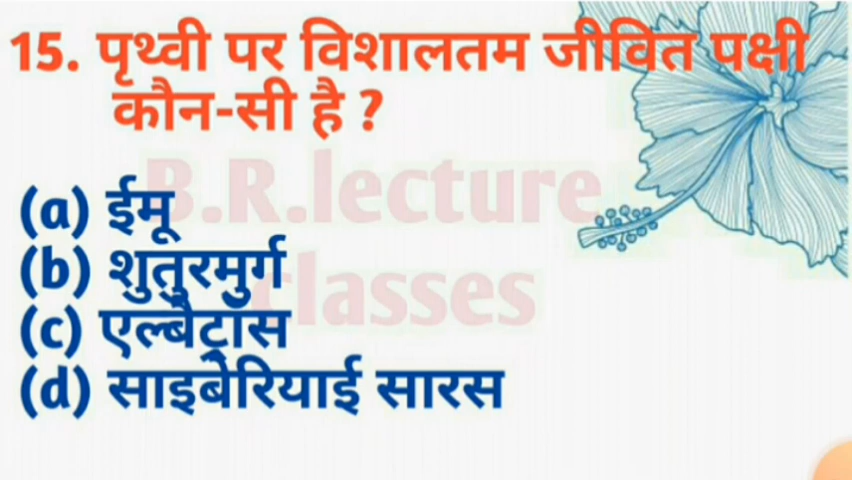 15. पृथ्वी पर विशालतम जीवित पक्षी
कौन-सी है ?
B.R.lecture
classes
(a) ईमू
(b) शुतुरमुर्ग
(c) एल्बैट्रॉस
(d) साइबेरियाई सारस